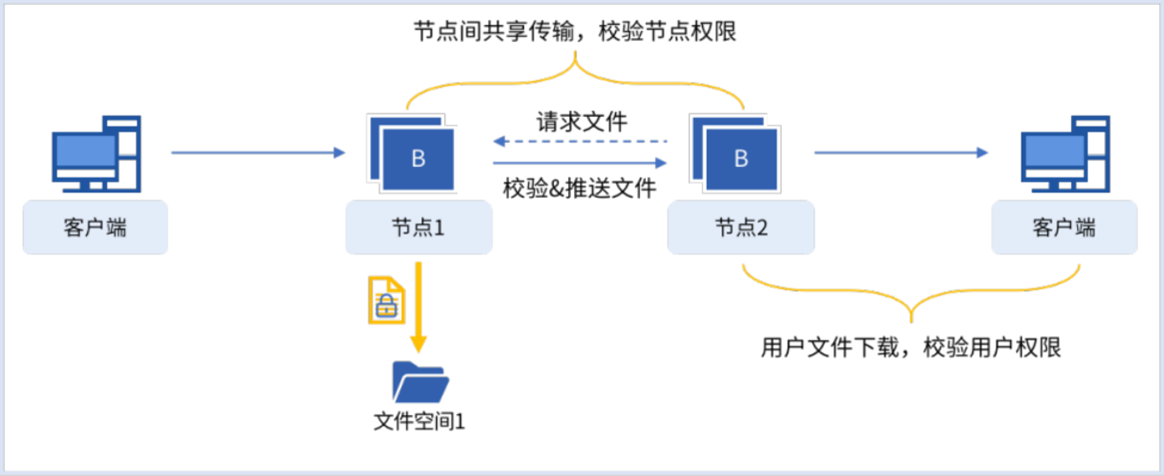 节点间共享传输，校验节点权限
请求文件
B
B
校验&推送文件
客户端
节点1
节点2
客户端
用户文件下载，校验用户权限
文件空间1